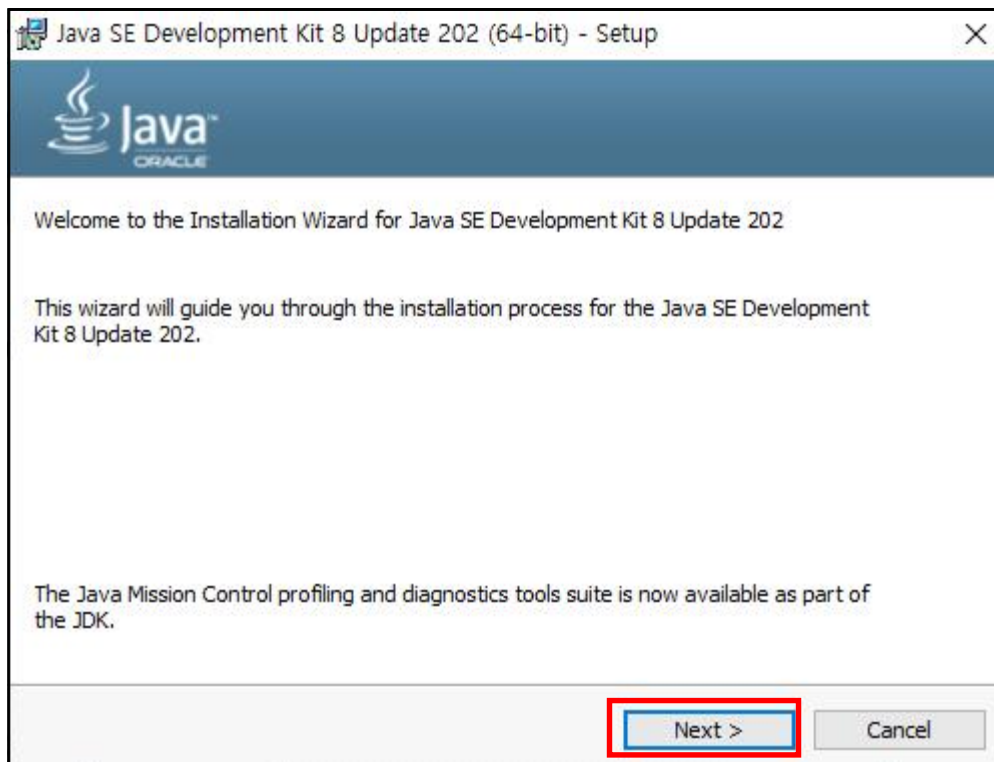 Java SE Development Kit 8 Update 202 (64-bit) - Setup
Java™
ORACLE
Welcome to the Installation Wizard for Java SE Development Kit 8 Update 202
This wizard will guide you through the installation process for the Java SE Development
Kit 8 Update 202.
The Java Mission Control profiling and diagnostics tools suite is now available as part of
the JDK.
Next >
Cancel